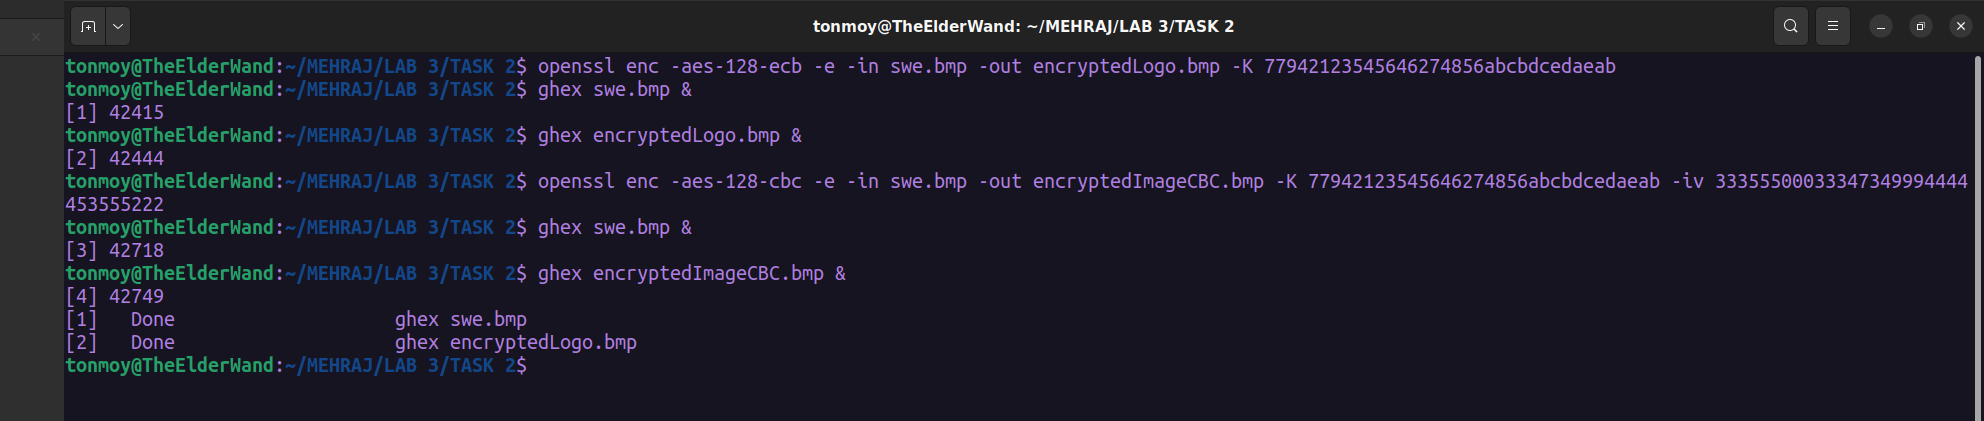 tonmoy@TheElderWand: ~/MEHRAJ/LAB 3/TASK 2
tonmoy@TheElderWand:~/MEHRAJ/LAB 3/TASK 2$ openssl enc -aes-128-ecb -e -in swe.bmp -out encryptedLogo.bmp -K 77942123545646274856abcbdcedaeab
tonmoy@TheElderWand:~/MEHRAJ/LAB 3/TASK 2$ ghex swe.bmp &
[1] 42415
tonmoy@TheElderWand:~/MEHRAJ/LAB 3/TASK 2$ ghex encryptedLogo.bmp &
[2] 42444
tonmoy@TheElderWand:~/MEHRAJ/LAB 3/TASK 2$ openssl enc -aes-128-cbc -e -in swe.bmp -out encryptedImageCBC.bmp -K 77942123545646274856abcbdcedaeab -iv 33355500033347349994444
453555222
tonmoy@TheElderWand:~/MEHRAJ/LAB 3/TASK 2$ ghex swe.bmp &
[3] 42718
tonmoy@TheElderWand:~/MEHRAJ/LAB 3/TASK 2$ ghex encryptedImageCBC.bmp &
[4] 42749
[1]   Done                    ghex swe.bmp
[2]   Done                    ghex encryptedLogo.bmp
tonmoy@TheElderWand:~/MEHRAJ/LAB 3/TASK 2$